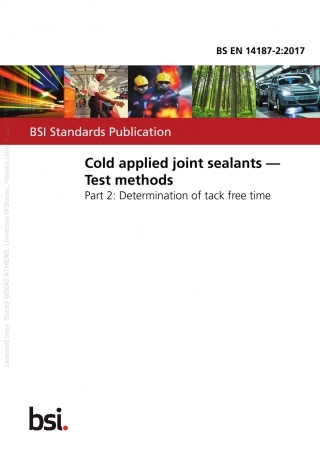 BS EN 14187-2:2017
BSI Standards Publication
Cold applied joint sealants —
Test methods
Part 2: Determination of tack free time
bsi.